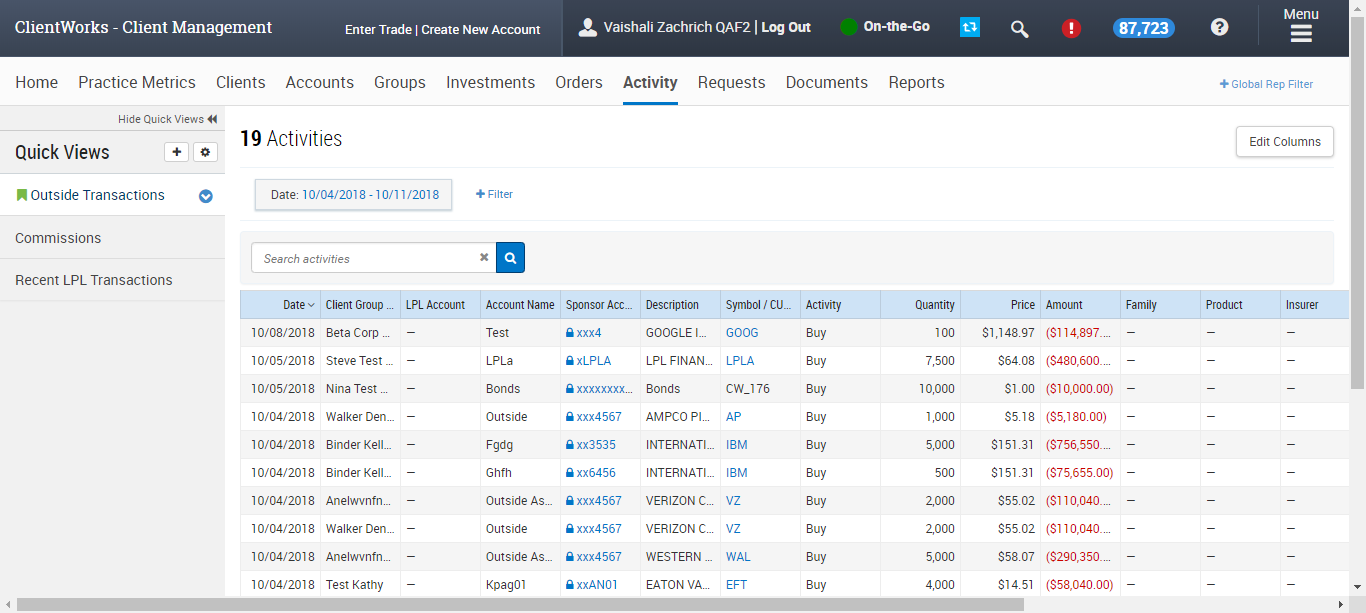 ClientWorks - Client Management Enter Trade | Create New Account Vaishali Zachrich QAF2 | Log Out On-the-Go ! 87,723 ? Menu
Home Practice Metrics Clients Accounts Groups Investments Orders Activity Requests Documents Reports + Global Rep Filter
Hide Quick Views
Quick Views +
Outside Transactions
Commissions
Recent LPL Transactions
19 Activities Edit Columns
Date: 10/04/2018 - 10/11/2018 + Filter
Search activities
Date Client Group ... LPL Account Account Name Sponsor Acc... Description Symbol / CU... Activity Quantity Price Amount Family Product Insurer
10/08/2018 Beta Corp ... — Test xxx4 GOOGLE I... GOOG Buy 100 $1,148.97 ($114,897.... — — —
10/05/2018 Steve Test ... — LPLa xLPLA LPL FINAN... LPLA Buy 7,500 $64.08 ($480,600.... — — —
10/05/2018 Nina Test ... — Bonds xxxxxxxx... Bonds CW_176 Buy 10,000 $1.00 ($10,000.00) — — —
10/04/2018 Walker Den... — Outside xxx4567 AMPCO PI... AP Buy 1,000 $5.18 ($5,180.00) — — —
10/04/2018 Binder Kell... — Fgdg xx3535 INTERNATI... IBM Buy 5,000 $151.31 ($756,550.... — — —
10/04/2018 Binder Kell... — Ghfh xx6456 INTERNATI... IBM Buy 500 $151.31 ($75,655.00) — — —
10/04/2018 Anelwvnfn... — Outside As... xxx4567 VERIZON C... VZ Buy 2,000 $55.02 ($110,040.... — — —
10/04/2018 Walker Den... — Outside xxx4567 VERIZON C... VZ Buy 2,000 $55.02 ($110,040.... — — —
10/04/2018 Anelwvnfn... — Outside As... xxx4567 WESTERN ... WAL Buy 5,000 $58.07 ($290,350.... — — —
10/04/2018 Test Kathy — Kpag01 xxAN01 EATON VA... EFT Buy 4,000 $14.51 ($58,040.00) — — —